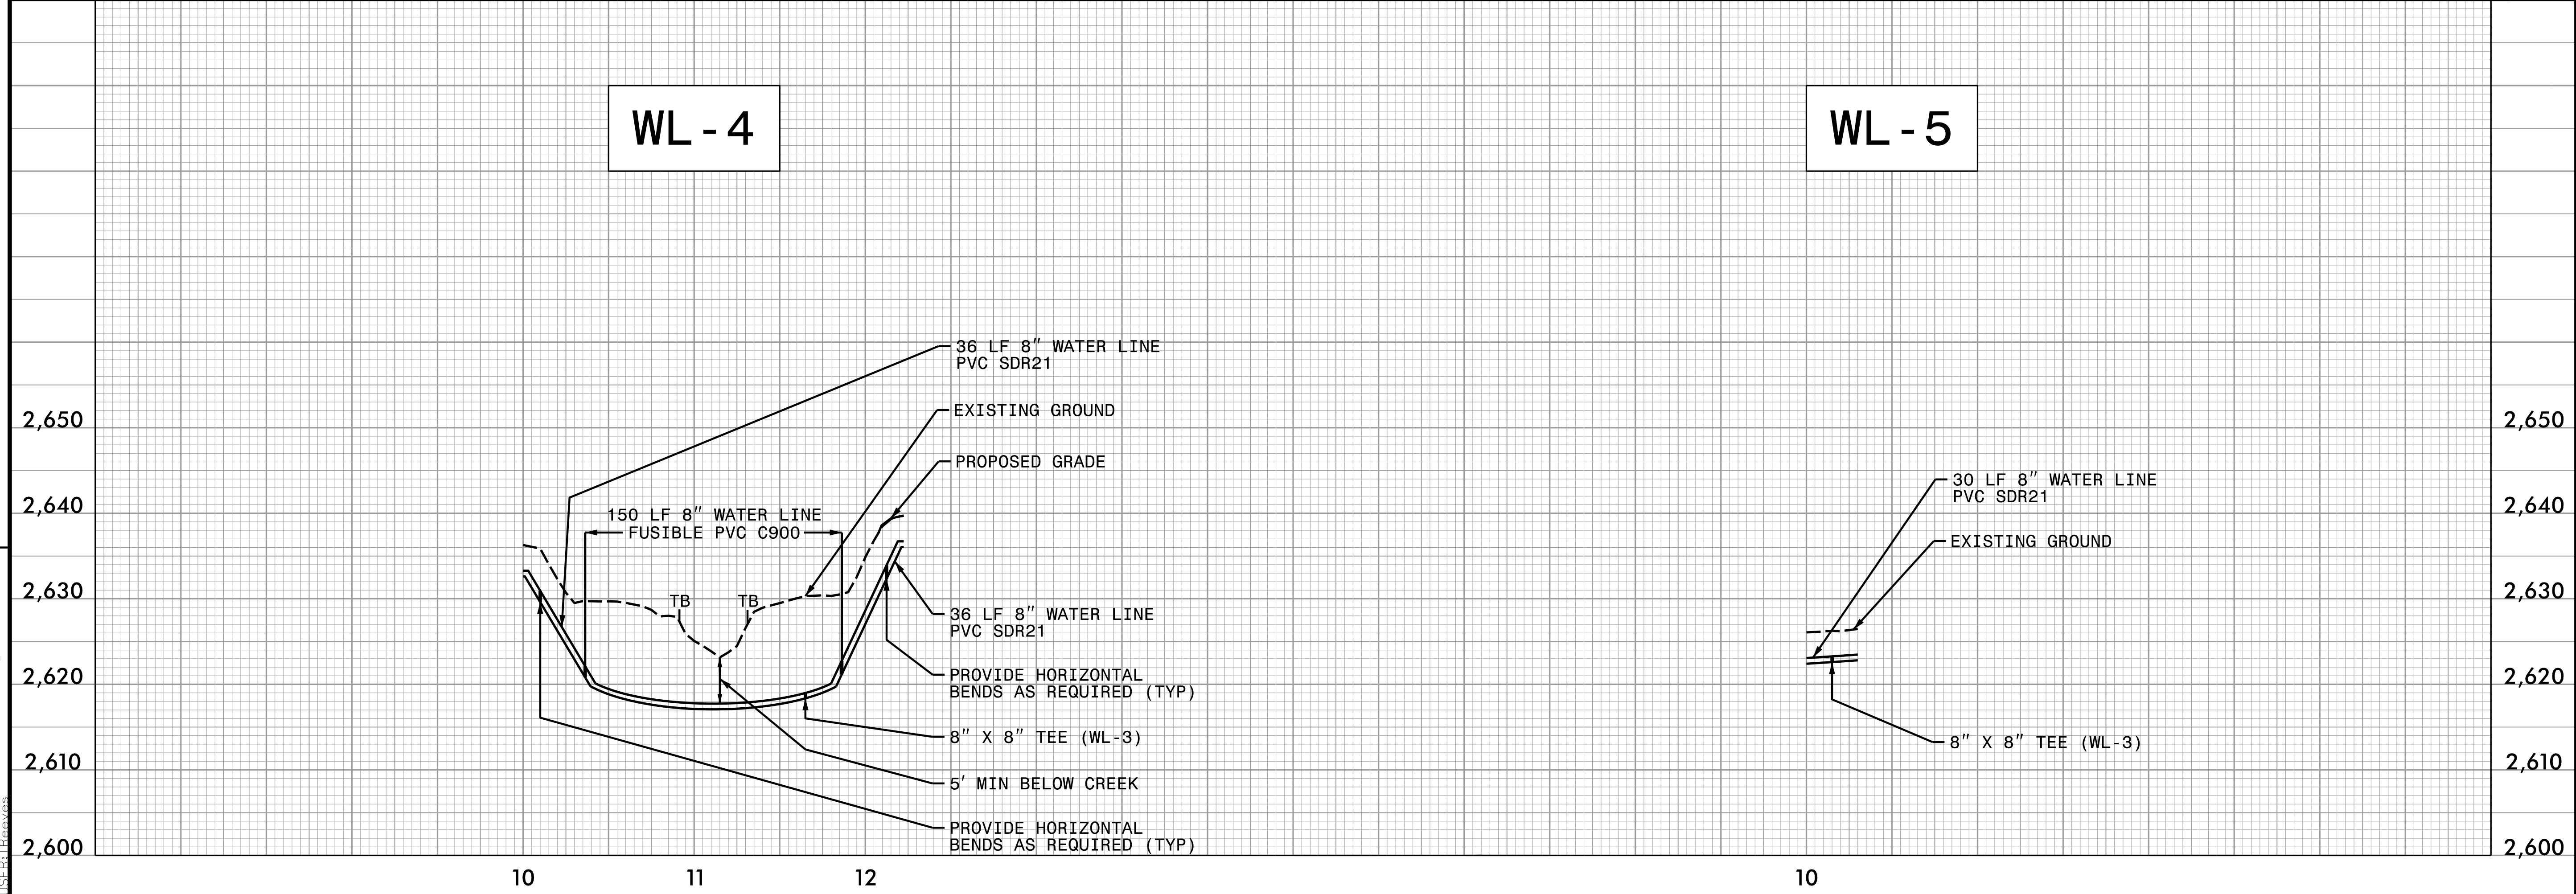 WL-4
WL-5
36 LF 8" WATER LINE
PVC SDR21
EXISTING GROUND
PROPOSED GRADE
150 LF 8" WATER LINE
FUSIBLE PVC C900
TB
TB
36 LF 8" WATER LINE
PVC SDR21
PROVIDE HORIZONTAL
BENDS AS REQUIRED (TYP)
8" X 8" TEE (WL-3)
5' MIN BELOW CREEK
PROVIDE HORIZONTAL
BENDS AS REQUIRED (TYP)
30 LF 8" WATER LINE
PVC SDR21
EXISTING GROUND
8" X 8" TEE (WL-3)
2,650
2,640
2,630
2,620
2,610
2,600
2,650
2,640
2,630
2,620
2,610
2,600
10
11
12
10